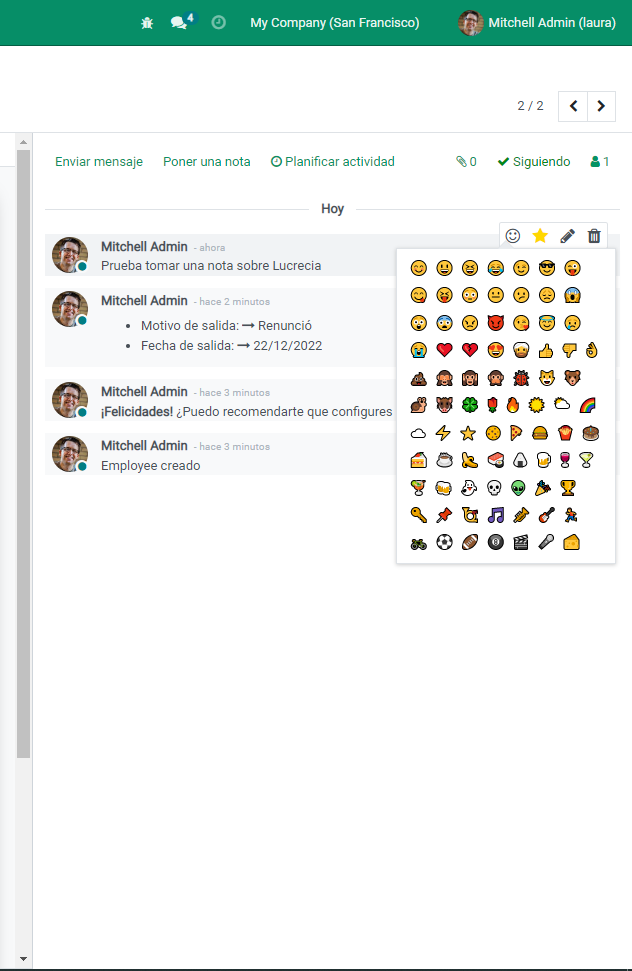 4 My Company (San Francisco) Mitchell Admin (laura)
2 / 2
Enviar mensaje Poner una nota Planificar actividad 0 Siguiendo 1
Hoy
Mitchell Admin - ahora
Prueba tomar una nota sobre Lucrecia
Mitchell Admin - hace 2 minutos
• Motivo de salida: → Renunció
• Fecha de salida: → 22/12/2022
Mitchell Admin - hace 3 minutos
¡Felicidades! ¿Puedo recomendarte que configures
Mitchell Admin - hace 3 minutos
Employee creado